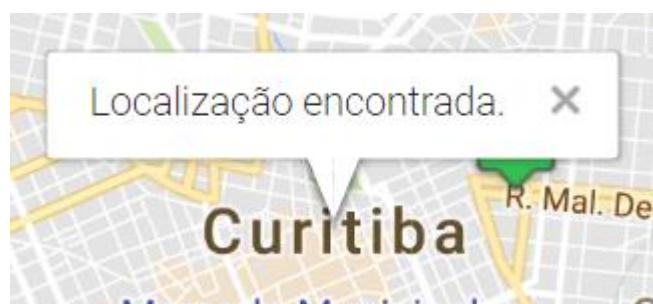 Localização encontrada.
R. Mal. De
Curitiba